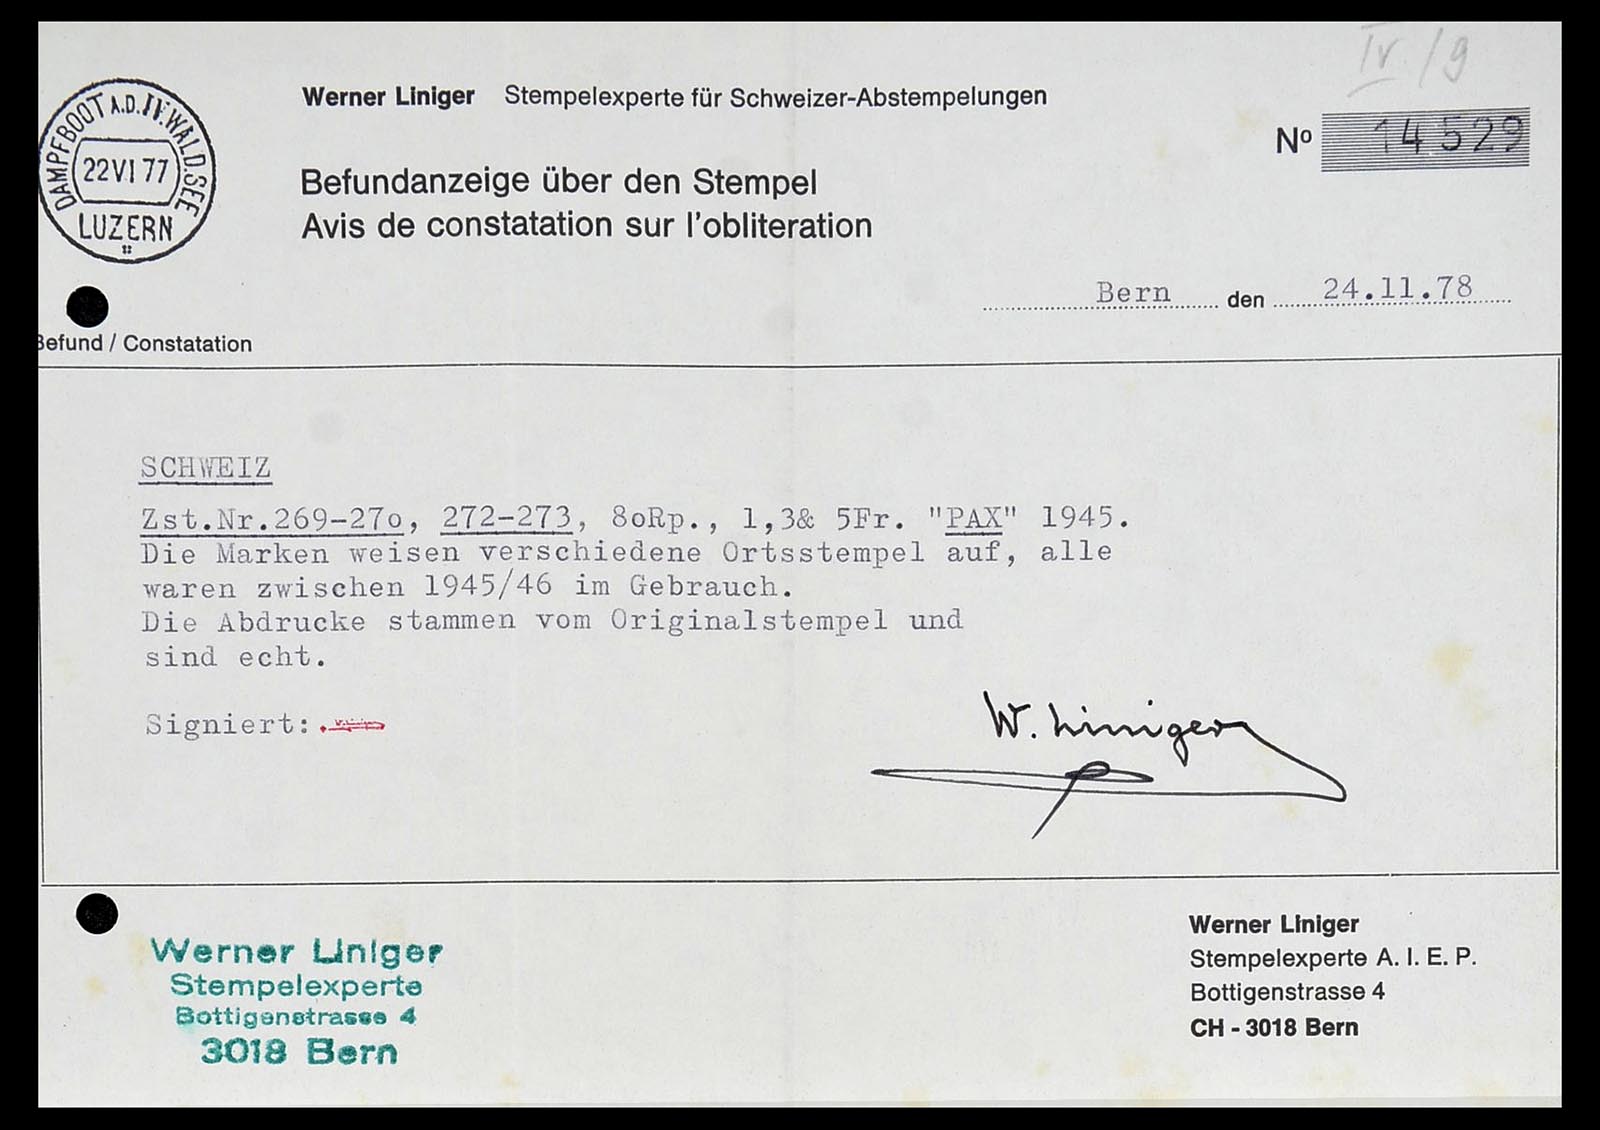 IV. /9
Werner Liniger Stempelexperte für Schweizer-Abstempelungen
Nº 14529
DAMPFBOOT A.D. IV. WALD.SEE
22 VI 77
LUZERN
Befundanzeige über den Stempel
Avis de constatation sur l'obliteration
Bern den 24.11.78
Befund / Constatation
SCHWEIZ
Zst.Nr.269-27o, 272-273, 8oRp., 1,3& 5Fr. "PAX" 1945.
Die Marken weisen verschiedene Ortsstempel auf, alle
waren zwischen 1945/46 im Gebrauch.
Die Abdrucke stammen vom Originalstempel und
sind echt.
Signiert:
W. Liniger
Werner Liniger
Stempelexperte
Bottigenstrasse 4
3018 Bern
Werner Liniger
Stempelexperte A. I. E. P.
Bottigenstrasse 4
CH - 3018 Bern